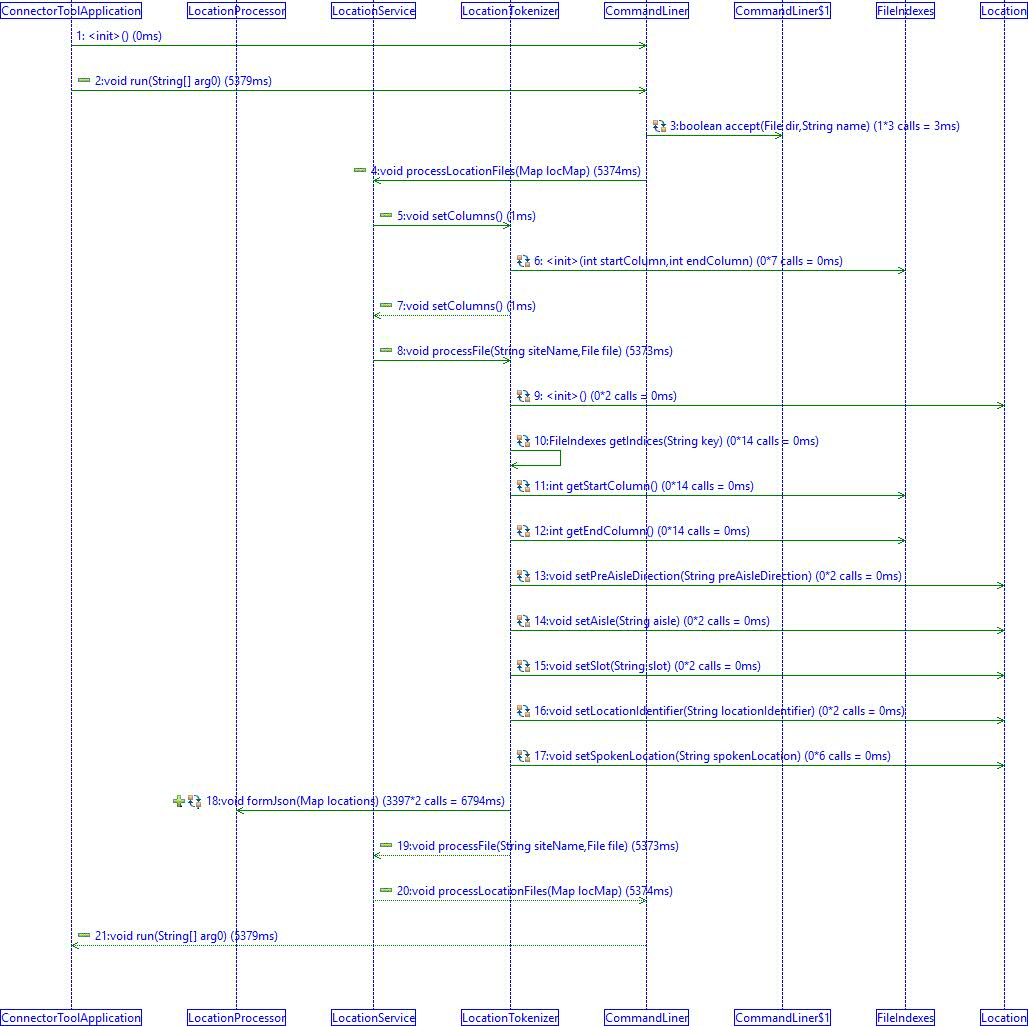 ConnectorToolApplication LocationProcessor LocationService LocationTokenizer CommandLiner CommandLiner$1 FileIndexes Location
1: <init>() (0ms)
2:void run(String[] arg0) (5379ms)
3:boolean accept(File dir,String name) (1*3 calls = 3ms)
4:void processLocationFiles(Map locMap) (5374ms)
5:void setColumns() (1ms)
6: <init>(int startColumn,int endColumn) (0*7 calls = 0ms)
7:void setColumns() (1ms)
8:void processFile(String siteName,File file) (5373ms)
9: <init>() (0*2 calls = 0ms)
10:FileIndexes getIndices(String key) (0*14 calls = 0ms)
11:int getStartColumn() (0*14 calls = 0ms)
12:int getEndColumn() (0*14 calls = 0ms)
13:void setPreAisleDirection(String preAisleDirection) (0*2 calls = 0ms)
14:void setAisle(String aisle) (0*2 calls = 0ms)
15:void setSlot(String slot) (0*2 calls = 0ms)
16:void setLocationIdentifier(String locationIdentifier) (0*2 calls = 0ms)
17:void setSpokenLocation(String spokenLocation) (0*6 calls = 0ms)
18:void formJson(Map locations) (3397*2 calls = 6794ms)
19:void processFile(String siteName,File file) (5373ms)
20:void processLocationFiles(Map locMap) (5374ms)
21:void run(String[] arg0) (5379ms)
ConnectorToolApplication LocationProcessor LocationService LocationTokenizer CommandLiner CommandLiner$1 FileIndexes Location